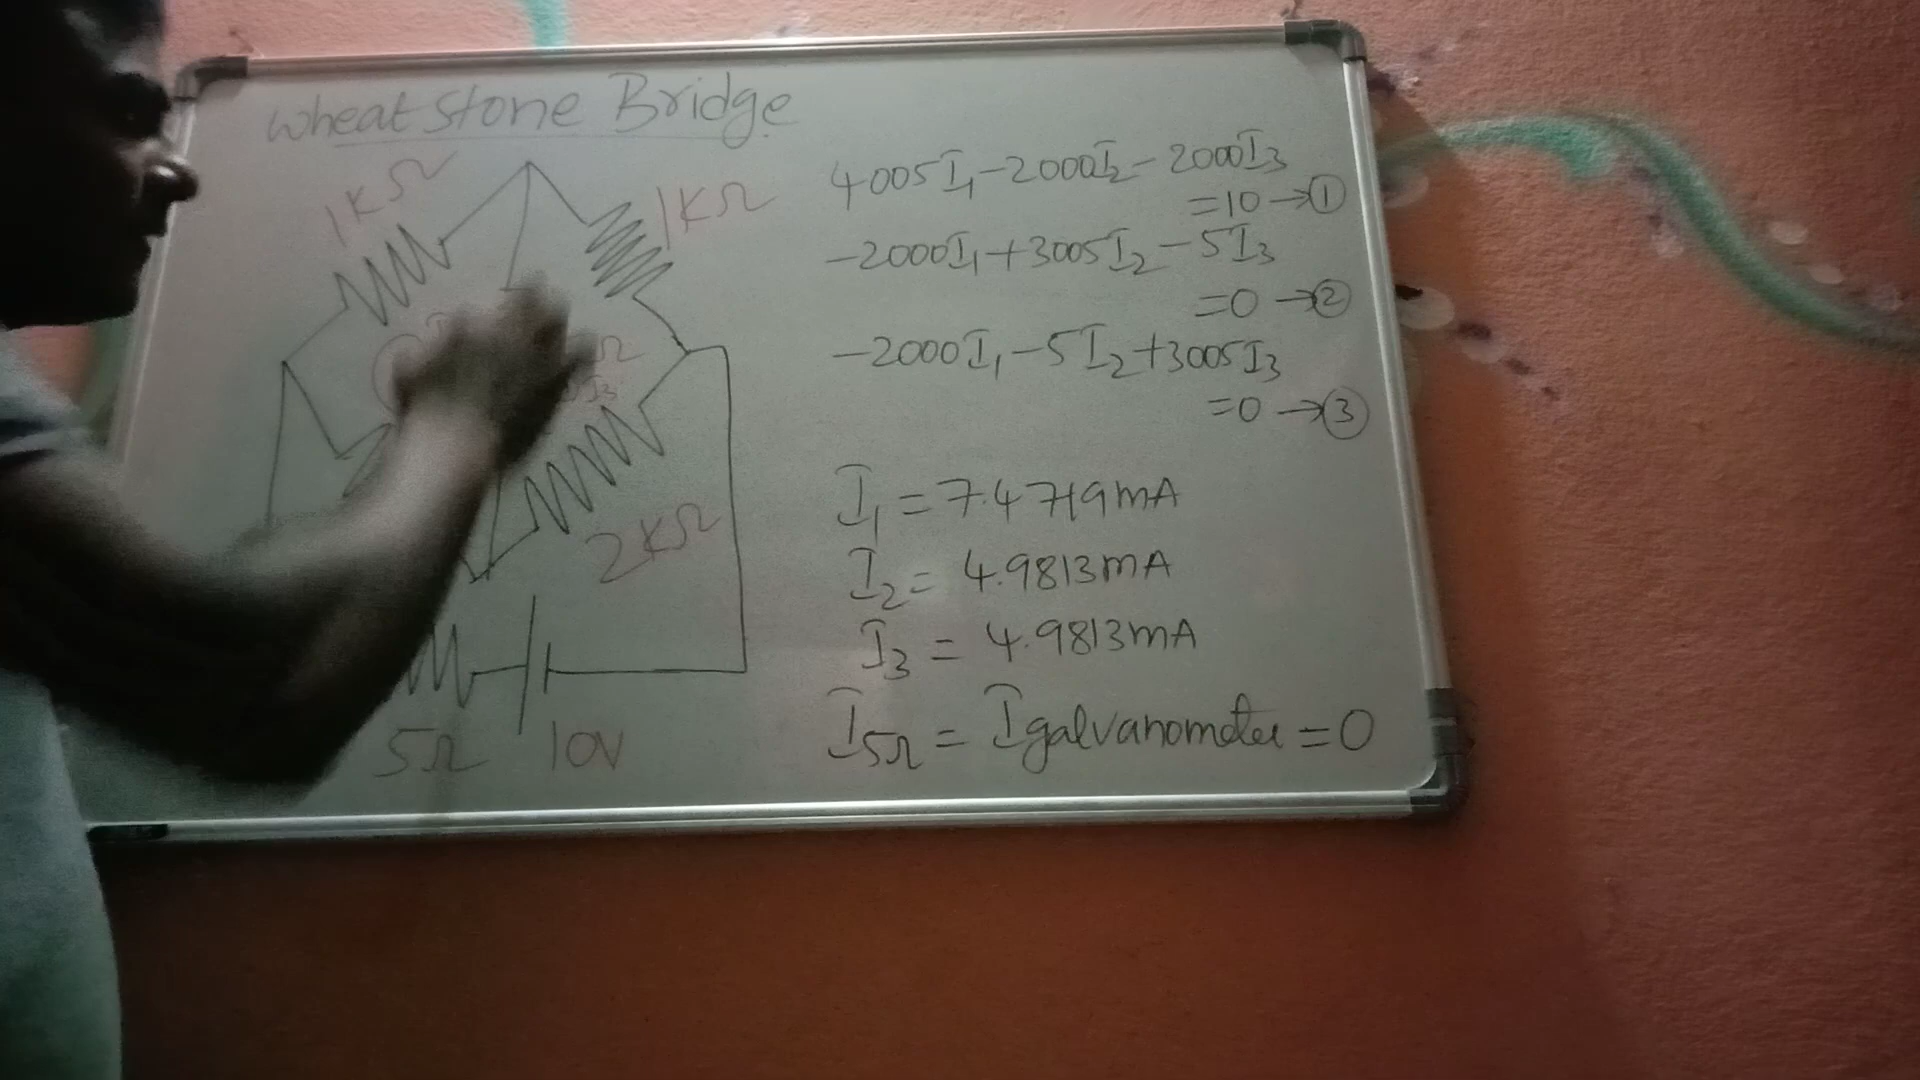 Wheat Stone Bridge
1KΩ
1KΩ
Ω
I3
2KΩ
5Ω
10V
4005I1-2000I2-2000I3
=10→①
-2000I1+3005I2-5I3
=0→②
-2000I1-5I2+3005I3
=0→③
I1=7.4719mA
I2=4.9813mA
I3=4.9813mA
I5Ω=Igalvanometer=0